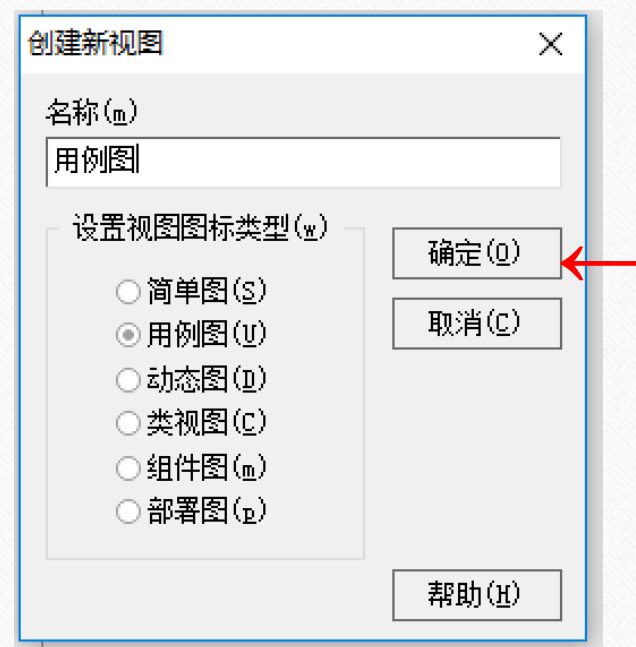 创建新视图
名称(m)
用例图
设置视图图标类型(w)
简单图(S)
用例图(U)
动态图(D)
类视图(C)
组件图(m)
部署图(p)
确定(O)
取消(C)
帮助(H)